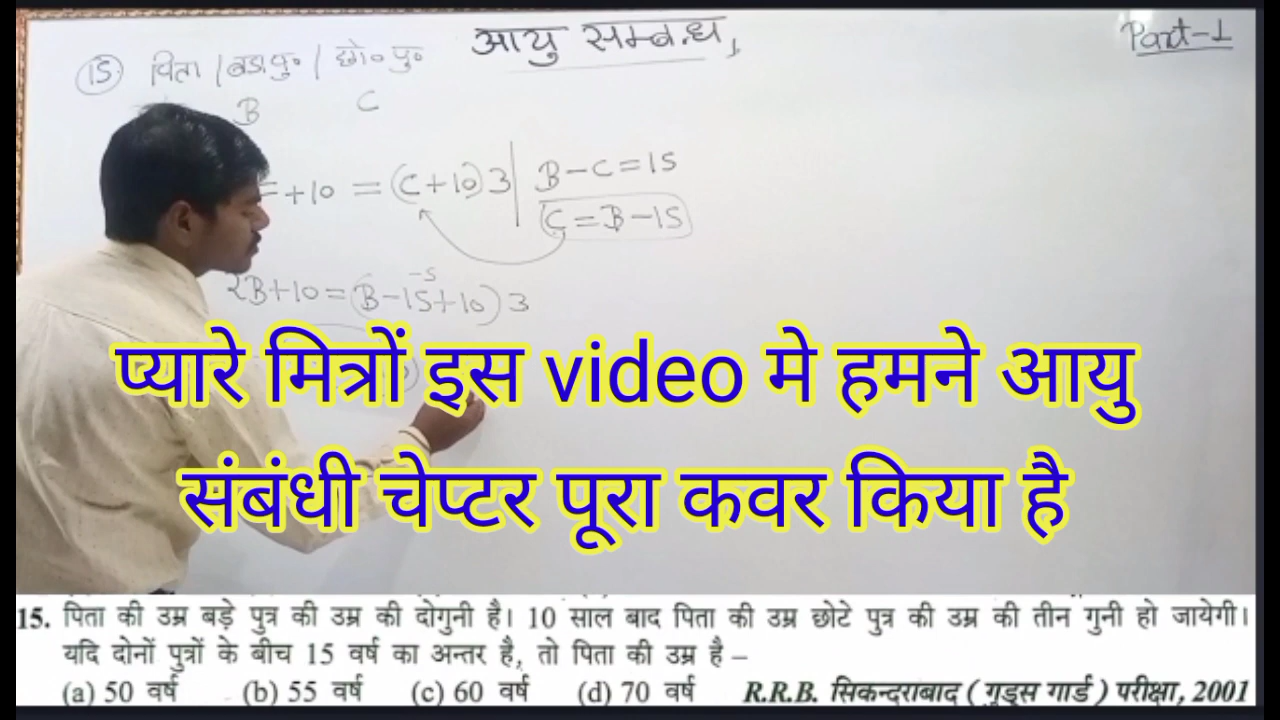 आयु सम्बन्ध,
Part-1
(15) पिता / बड़ा पु० / छो० पु०
B C
+10 = (C+10) 3 | B-C=15
C=B-15
-5
2B+10=(B-15+10) 3
प्यारे मित्रों इस video मे हमने आयु
संबंधी चेप्टर पूरा कवर किया है
15. पिता की उम्र बड़े पुत्र की उम्र की दोगुनी है। 10 साल बाद पिता की उम्र छोटे पुत्र की उम्र की तीन गुनी हो जायेगी।
यदि दोनों पुत्रों के बीच 15 वर्ष का अन्तर है, तो पिता की उम्र है –
(a) 50 वर्ष (b) 55 वर्ष (c) 60 वर्ष (d) 70 वर्ष R.R.B. सिकन्दराबाद ( गुड्स गार्ड ) परीक्षा, 2001